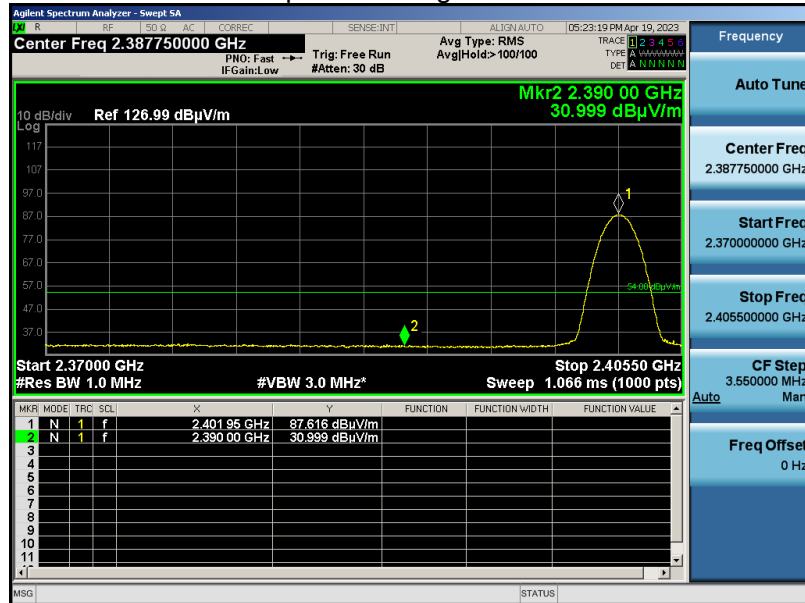 Agilent Spectrum Analyzer - Swept SA
LXI R RF 50 Ω AC CORREC SENSE:INT ALIGN AUTO 05:23:19 PM Apr 19, 2023
Center Freq 2.387750000 GHz
PNO: Fast
IFGain:Low
Trig: Free Run
#Atten: 30 dB
Avg Type: RMS
Avg|Hold:>100/100
TRACE 1 2 3 4 5 6
TYPE A WWWWW
DET A N N N N N
Mkr2 2.390 00 GHz
30.999 dBµV/m
10 dB/div Ref 126.99 dBµV/m
Log
117
107
97.0
87.0
77.0
67.0
57.0
47.0
37.0
1
2
54.00 dBµV/m
Start 2.37000 GHz Stop 2.40550 GHz
#Res BW 1.0 MHz #VBW 3.0 MHz* Sweep 1.066 ms (1000 pts)
MKR MODE TRC SCL X Y FUNCTION FUNCTION WIDTH FUNCTION VALUE
1 N 1 f 2.401 95 GHz 87.616 dBµV/m
2 N 1 f 2.390 00 GHz 30.999 dBµV/m
3
4
5
6
7
8
9
10
11
MSG STATUS
Frequency
Auto Tune
Center Freq
2.387750000 GHz
Start Freq
2.370000000 GHz
Stop Freq
2.405500000 GHz
CF Step
3.550000 MHz
Auto Man
Freq Offset
0 Hz